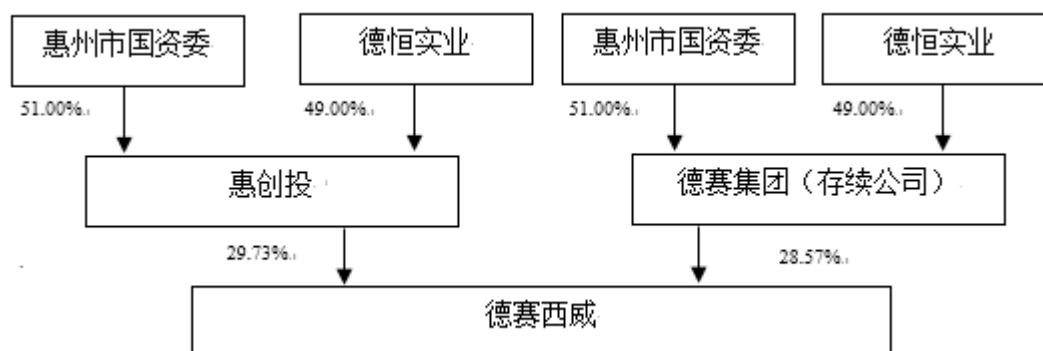 惠州市国资委 德恒实业 惠州市国资委 德恒实业
51.00% 49.00% 51.00% 49.00%
惠创投 德赛集团（存续公司）
29.73% 28.57%
德赛西威